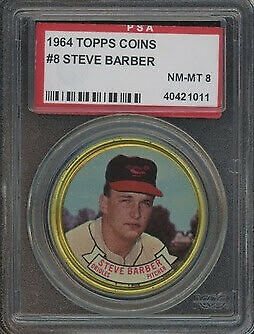 PSA
1964 TOPPS COINS
#8 STEVE BARBER
NM-MT 8
40421011
STEVE BARBER
ORIOLES PITCHER